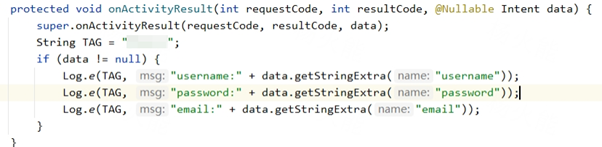 protected void onActivityResult(int requestCode, int resultCode, @Nullable Intent data) {
super.onActivityResult(requestCode, resultCode, data);
String TAG = "";
if (data != null) {
Log.e(TAG, msg: "username:" + data.getStringExtra( name: "username"));
Log.e(TAG, msg: "password:" + data.getStringExtra( name: "password"));
Log.e(TAG, msg: "email:" + data.getStringExtra( name: "email"));
}
}